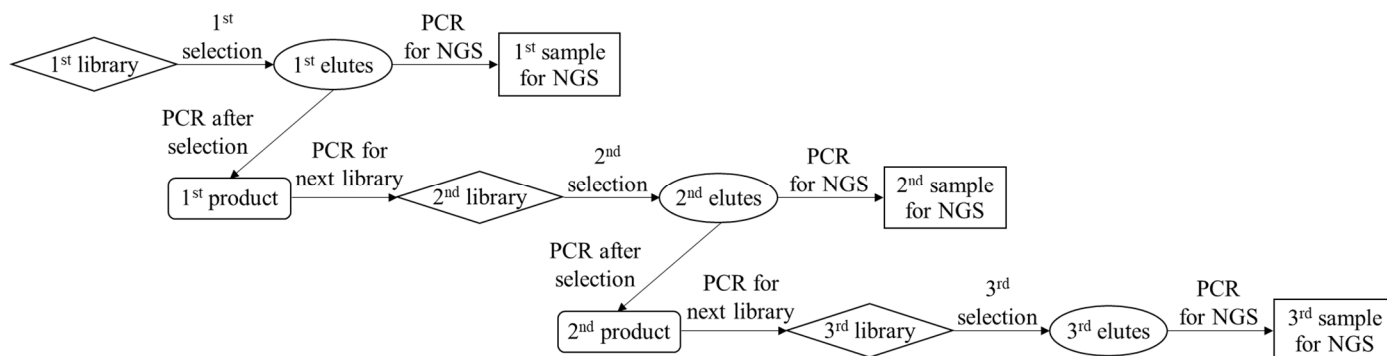 1st selection
PCR for NGS
1st library
1st elutes
1st sample for NGS
PCR after selection
PCR for next library
2nd selection
PCR for NGS
1st product
2nd library
2nd elutes
2nd sample for NGS
PCR after selection
PCR for next library
3rd selection
PCR for NGS
2nd product
3rd library
3rd elutes
3rd sample for NGS